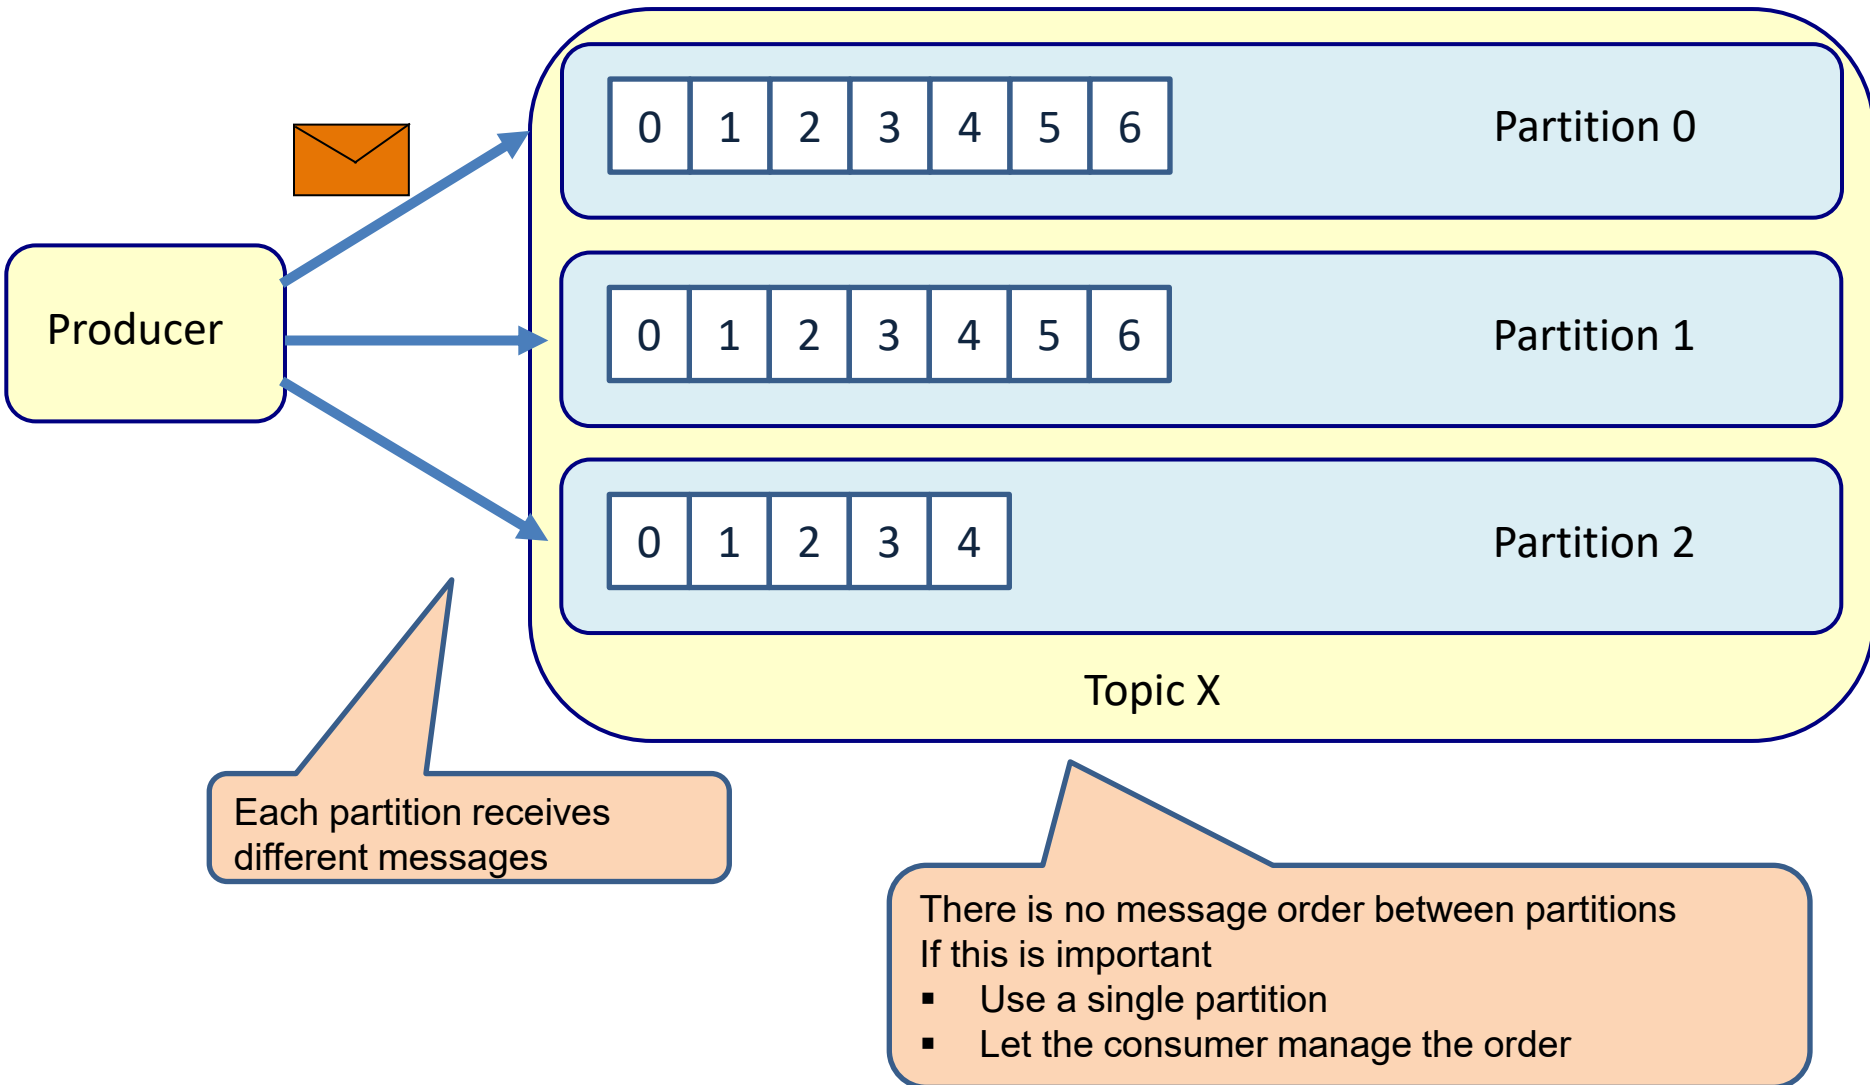 0 1 2 3 4 5 6 Partition 0
Producer
0 1 2 3 4 5 6 Partition 1
0 1 2 3 4 Partition 2
Topic X
Each partition receives
different messages
There is no message order between partitions
If this is important
▪ Use a single partition
▪ Let the consumer manage the order